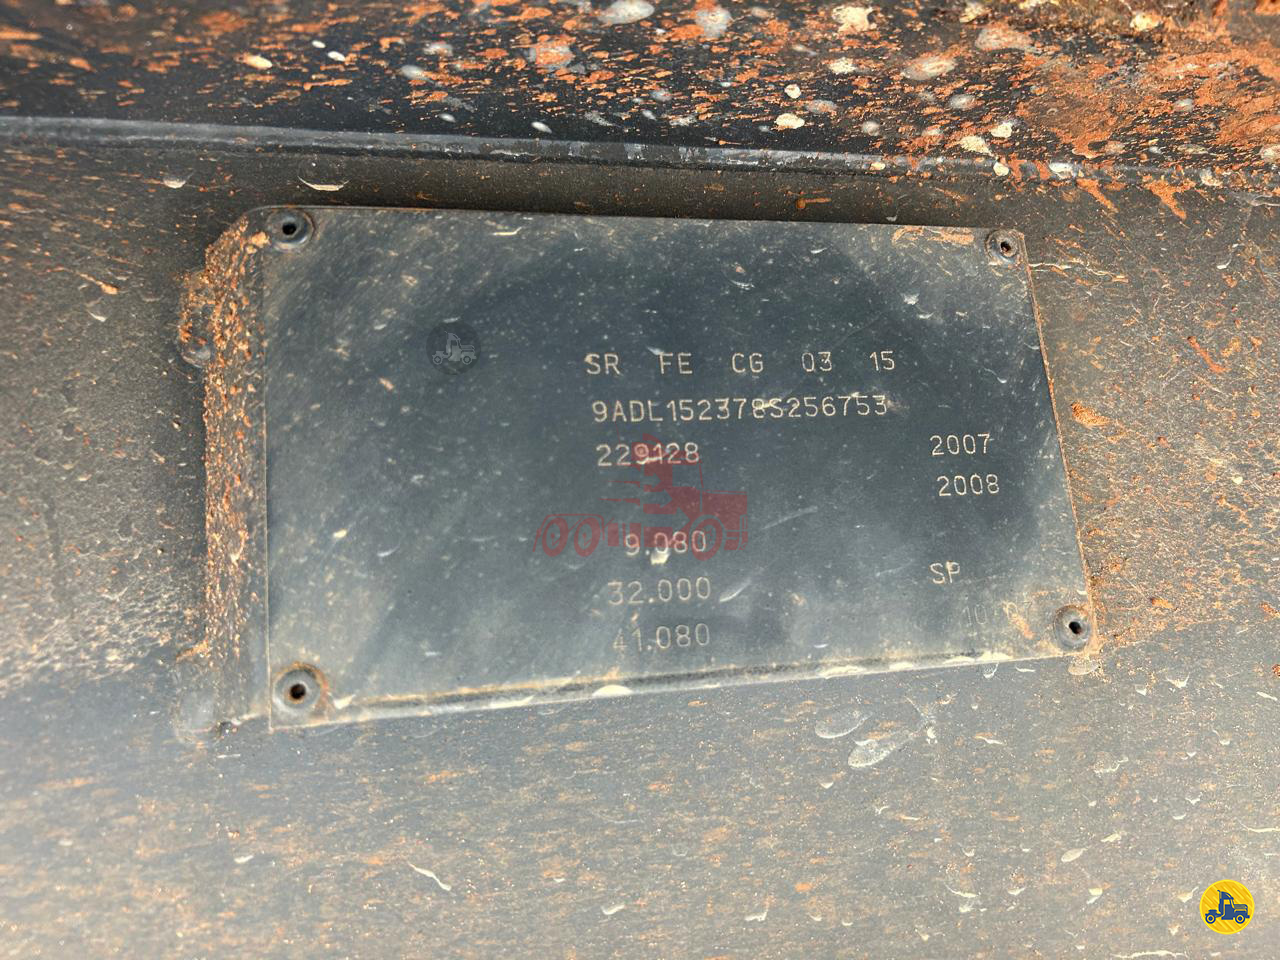 SR FE CG 03 15
9ADL152378S256753
229128 2007
2008
9.080
32.000 SP
41.080